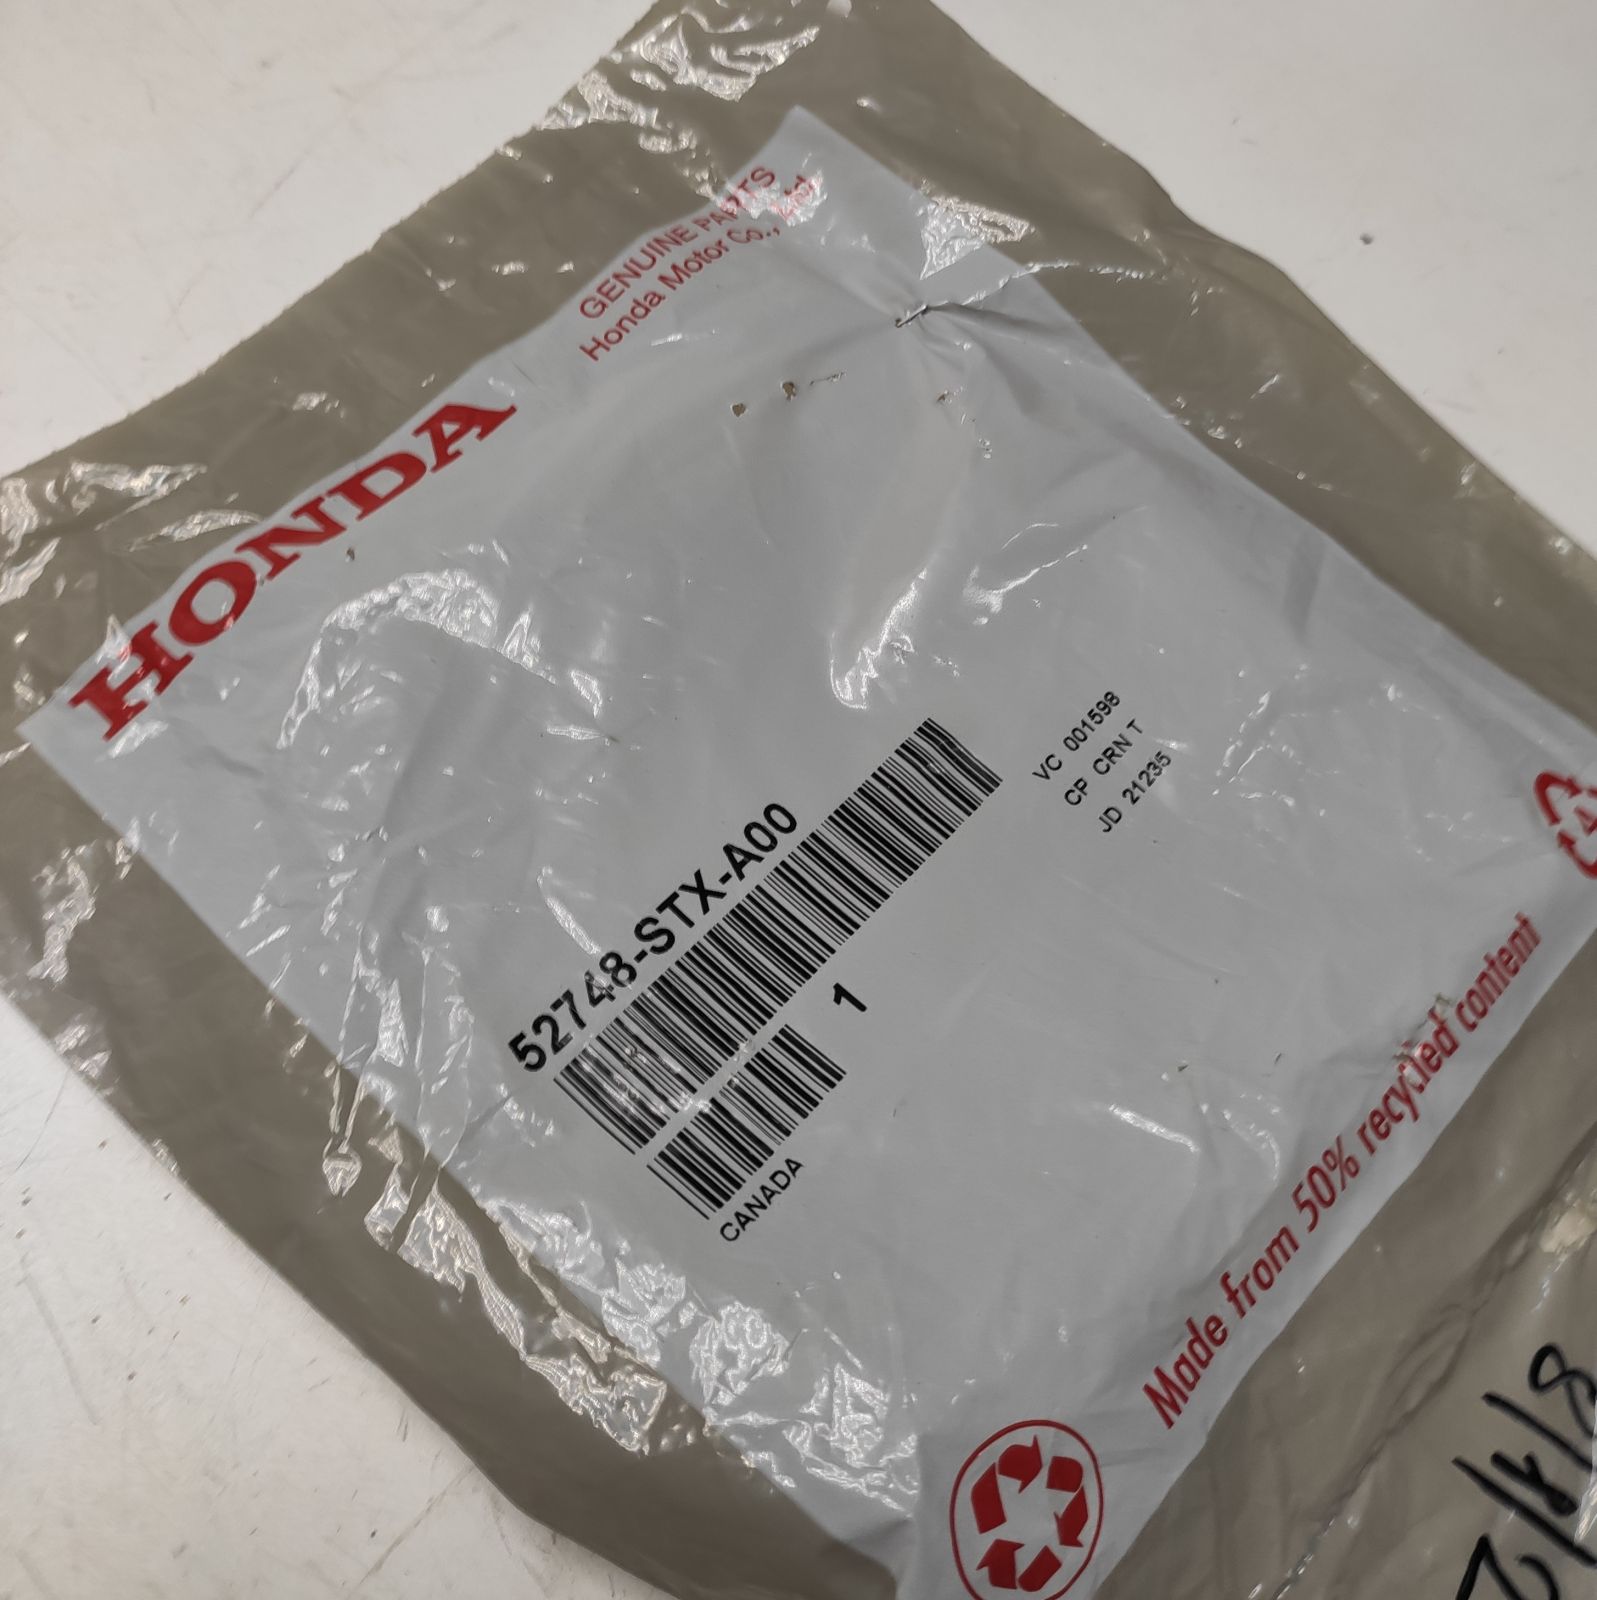 HONDA
GENUINE PARTS
Honda Motor Co., Ltd
52748-STX-A00
1
CANADA
VC 001598
CP CRN T
JD 21235
Made from 50% recycled content